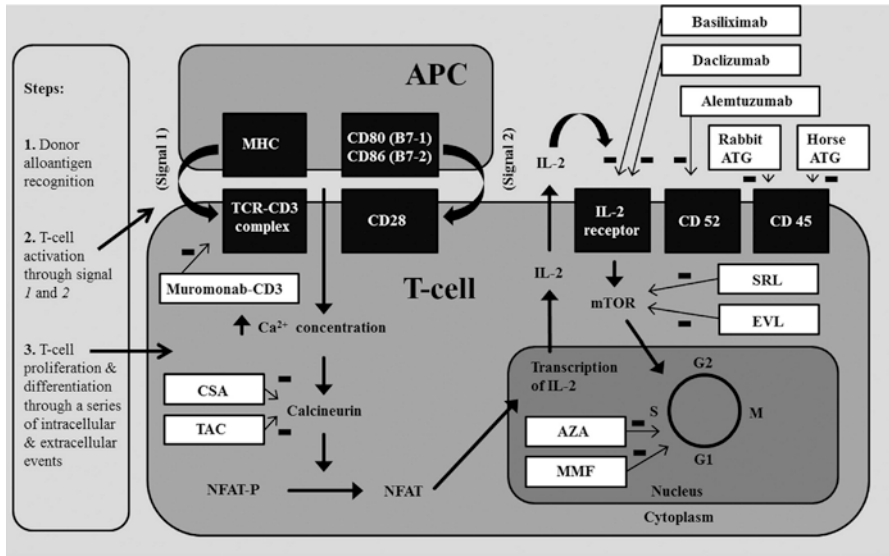 Steps:
1. Donor
alloantigen
recognition
2. T-cell
activation
through signal
1 and 2
3. T-cell
proliferation &
differentiation
through a series
of intracellular
& extracellular
events
APC
(Signal 1)
MHC
CD80 (B7-1)
CD86 (B7-2)
(Signal 2)
TCR-CD3
complex
CD28
Muromonab-CD3
T-cell
Ca²⁺ concentration
CSA
TAC
Calcineurin
NFAT-P
NFAT
IL-2
IL-2
Basiliximab
Daclizumab
Alemtuzumab
Rabbit
ATG
Horse
ATG
IL-2
receptor
CD 52
CD 45
mTOR
SRL
EVL
Transcription
of IL-2
G2
S
M
G1
AZA
MMF
Nucleus
Cytoplasm